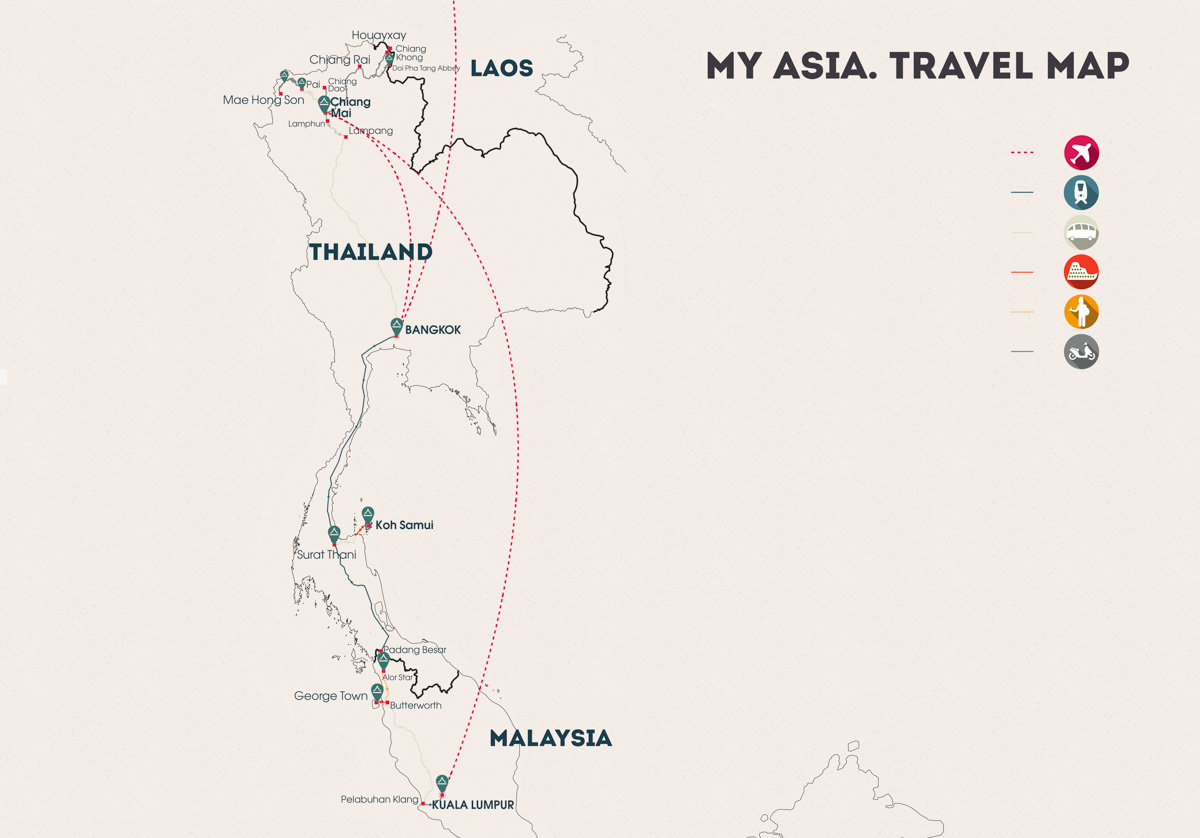 MY ASIA. TRAVEL MAP
Houayxay
Chiang
Khong
Chiang Rai
Doi Pha Tang Abbey
LAOS
Pai
Chiang
Dao
Mae Hong Son
Chiang
Mai
Lamphun
Lampang
THAILAND
BANGKOK
Koh Samui
Surat Thani
Padang Besar
Alor Star
George Town
Butterworth
MALAYSIA
Pelabuhan Klang
KUALA LUMPUR